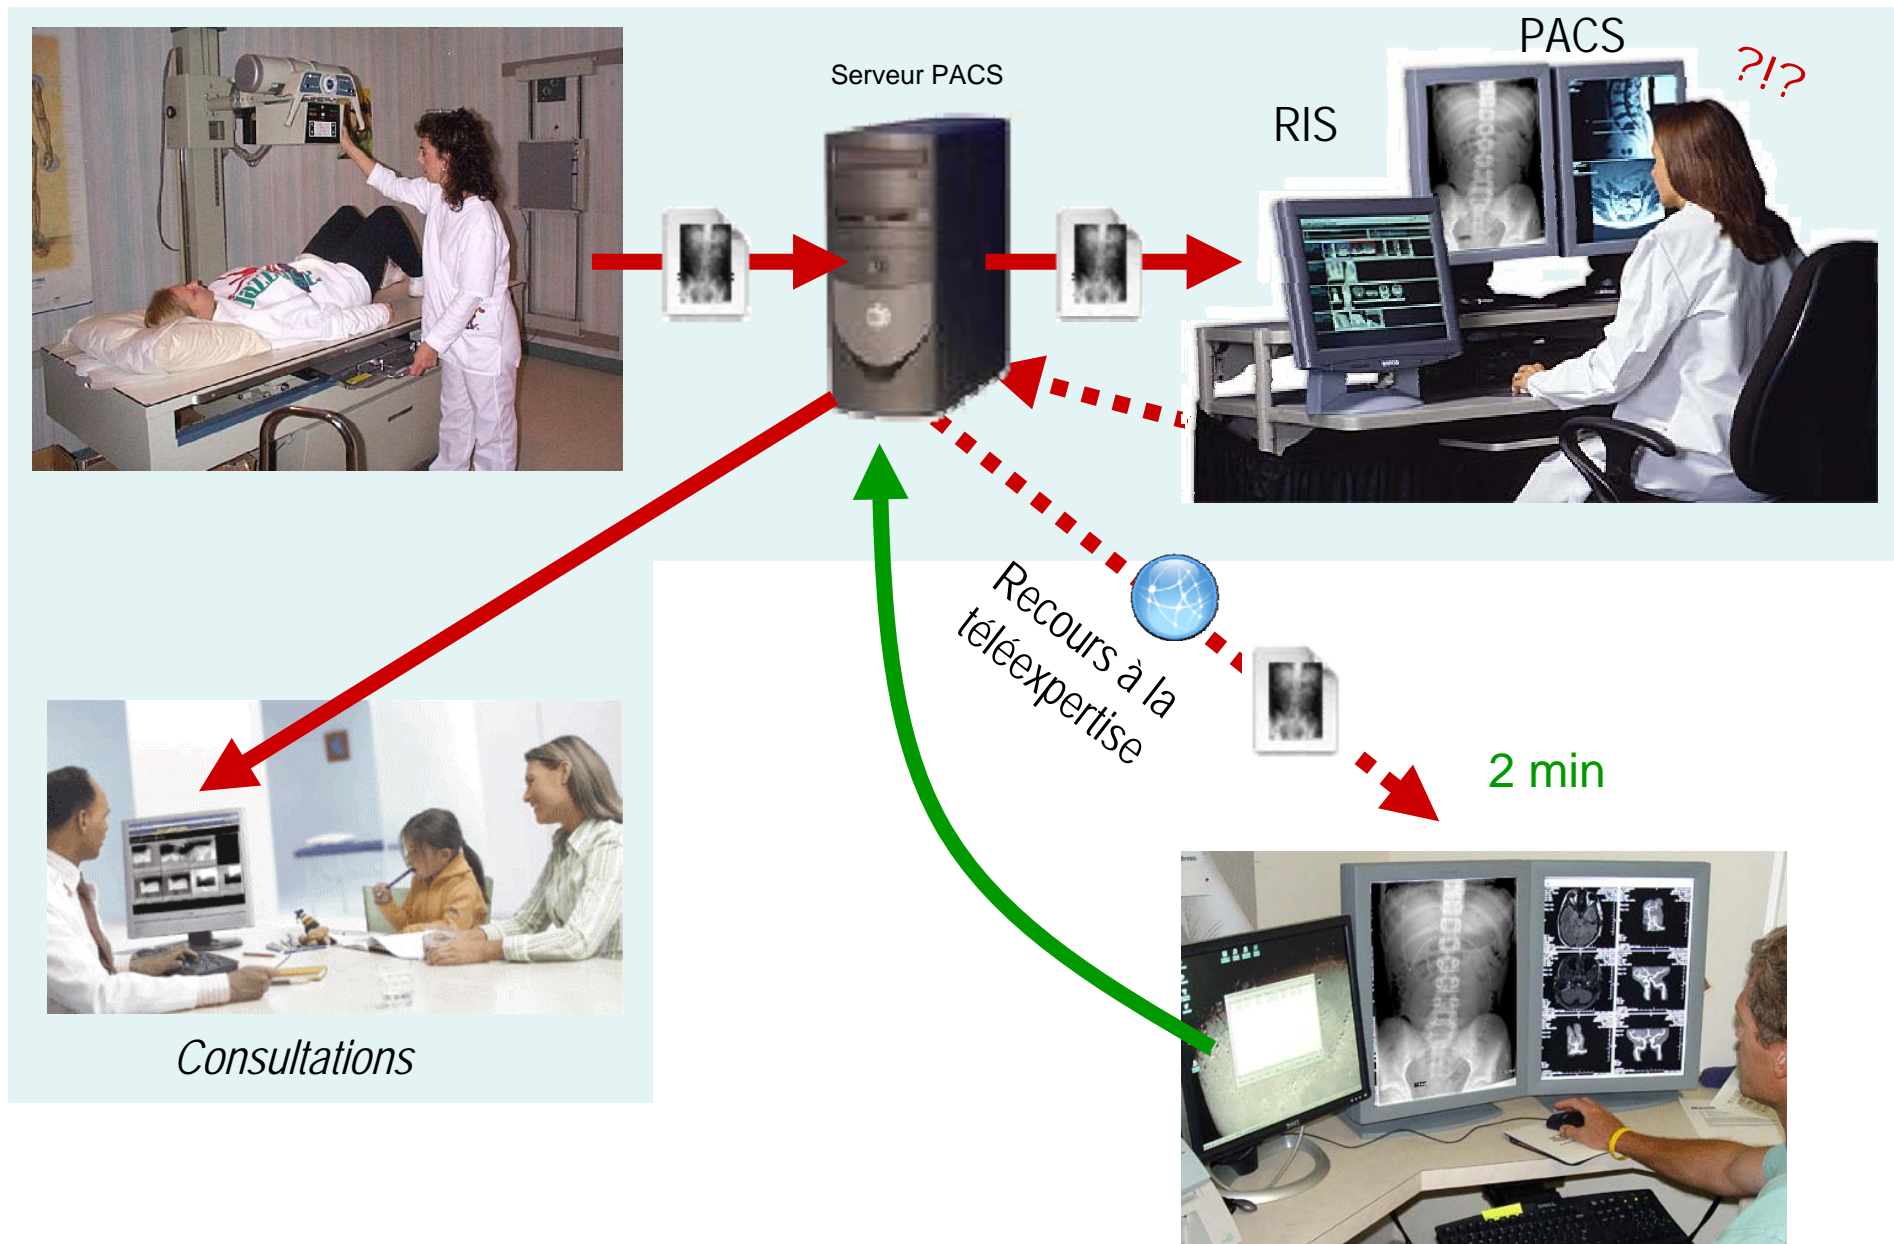 PACS
?!?
Serveur PACS
RIS
Recours à la
téléexpertise
2 min
Consultations